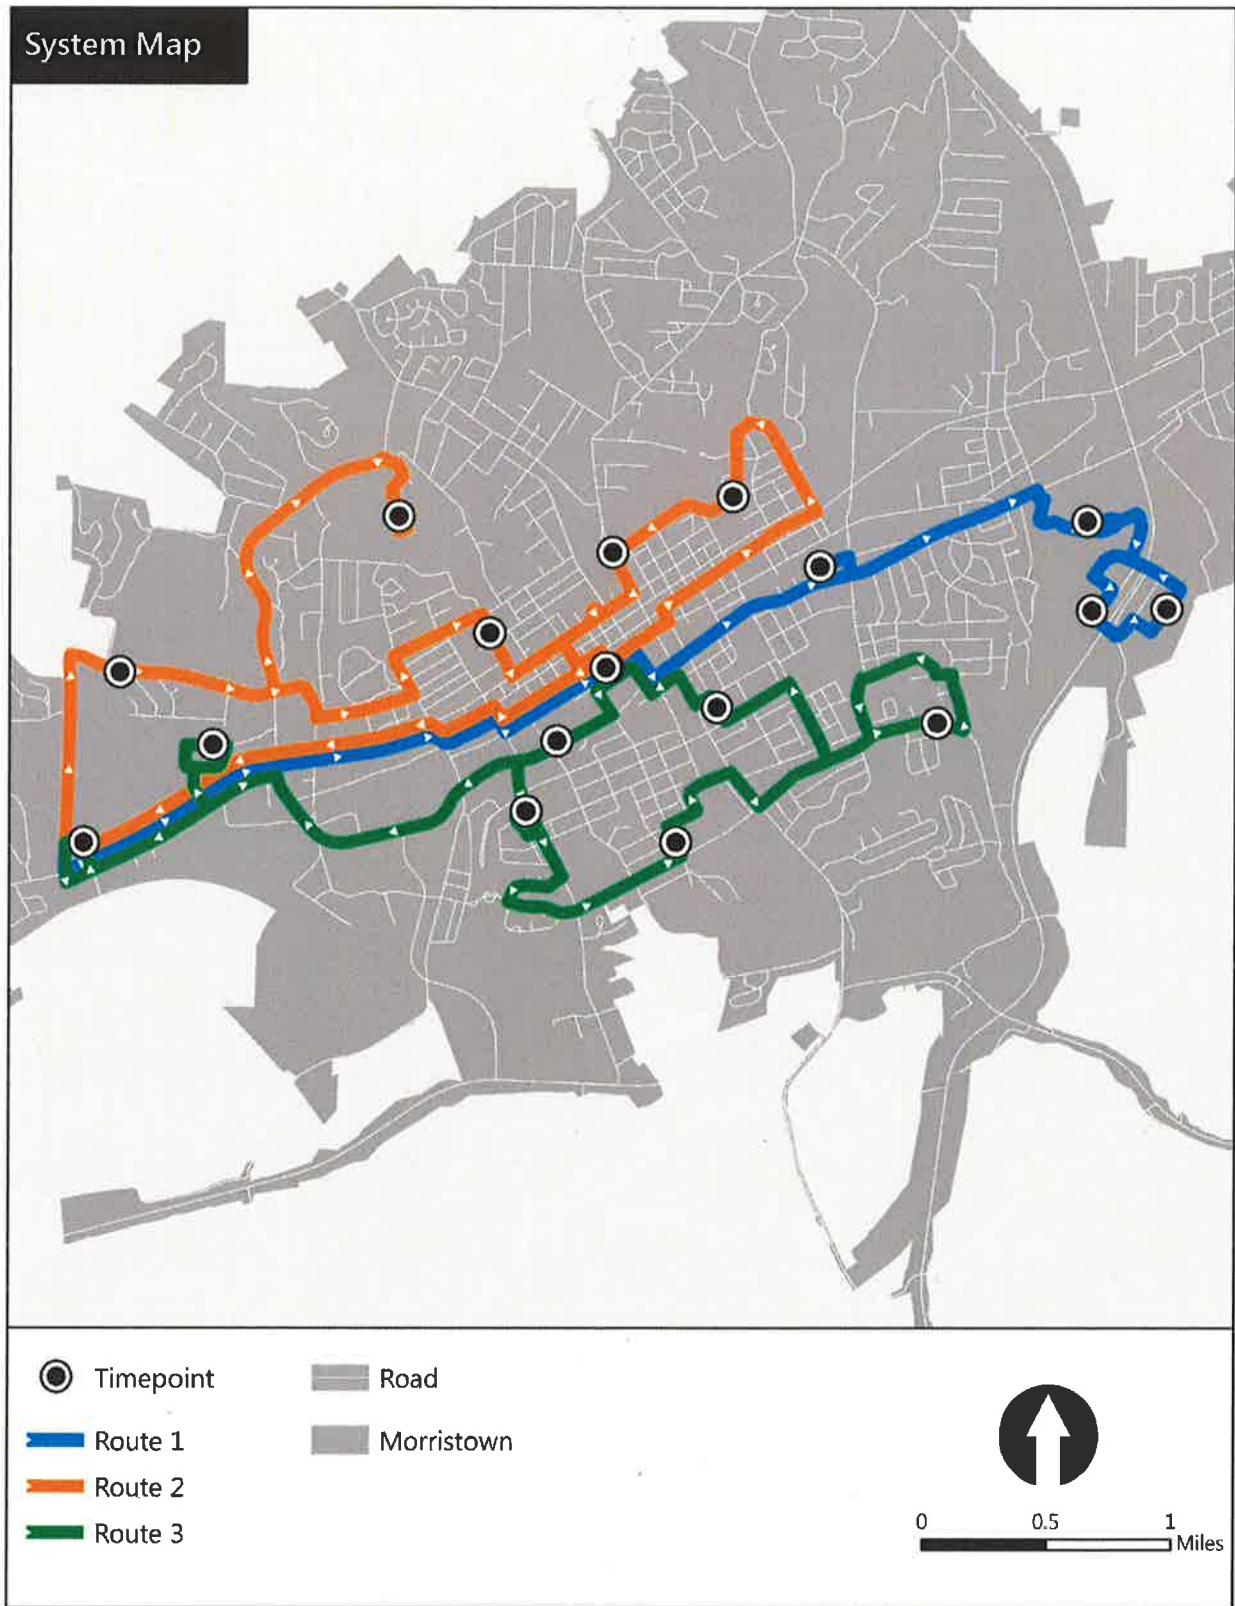 System Map
Timepoint
Road
Route 1
Morristown
Route 2
Route 3
0 0.5 1
Miles